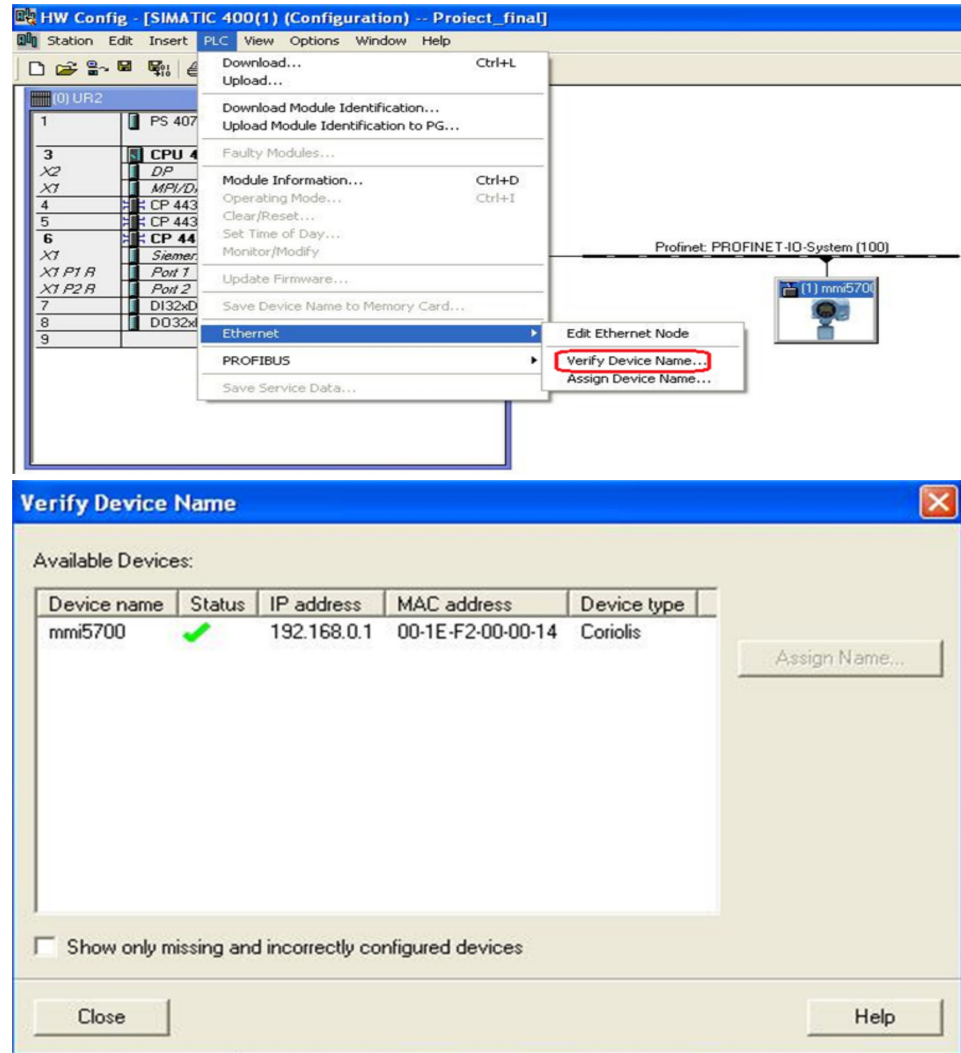 HW Config - [SIMATIC 400(1) (Configuration) -- Project_final]
Station Edit Insert PLC View Options Window Help
Download... Ctrl+L
Upload...
(0) UR2
Download Module Identification...
1 PS 407 Upload Module Identification to PG...
3 CPU 4 Faulty Modules...
X2 DP
X1 MPI/D Module Information... Ctrl+D
4 CP 443 Operating Mode... Ctrl+I
5 CP 443 Clear/Reset...
6 CP 44 Set Time of Day...
X1 Siemer Monitor/Modify
Profinet: PROFINET-IO-System (100)
X1 P1 R Port 1
X1 P2 R Port 2 Update Firmware...
(1) mmi570
7 DI32xD Save Device Name to Memory Card...
8 DO32x
9 Ethernet Edit Ethernet Node
PROFIBUS Verify Device Name...
Assign Device Name...
Save Service Data...
Verify Device Name
Available Devices:
Device name Status IP address MAC address Device type
mmi5700 192.168.0.1 00-1E-F2-00-00-14 Coriolis
Assign Name...
Show only missing and incorrectly configured devices
Close Help